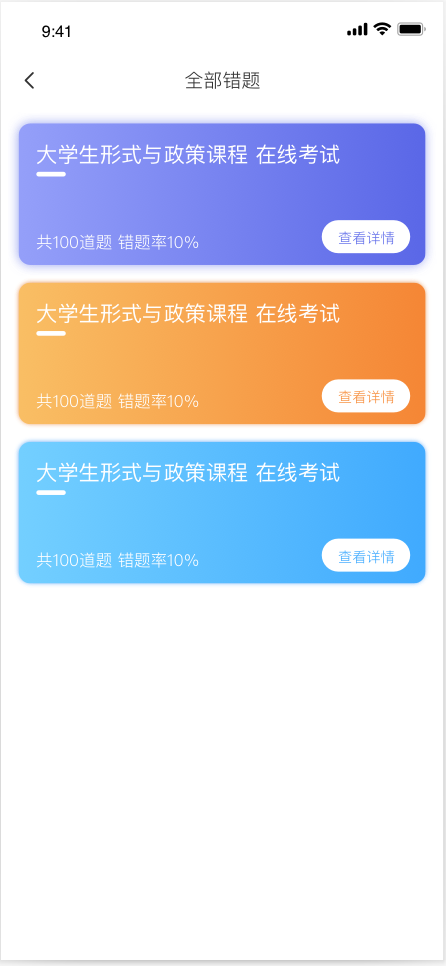 9:41
全部错题
大学生形式与政策课程 在线考试
共100道题 错题率10%
查看详情
大学生形式与政策课程 在线考试
共100道题 错题率10%
查看详情
大学生形式与政策课程 在线考试
共100道题 错题率10%
查看详情